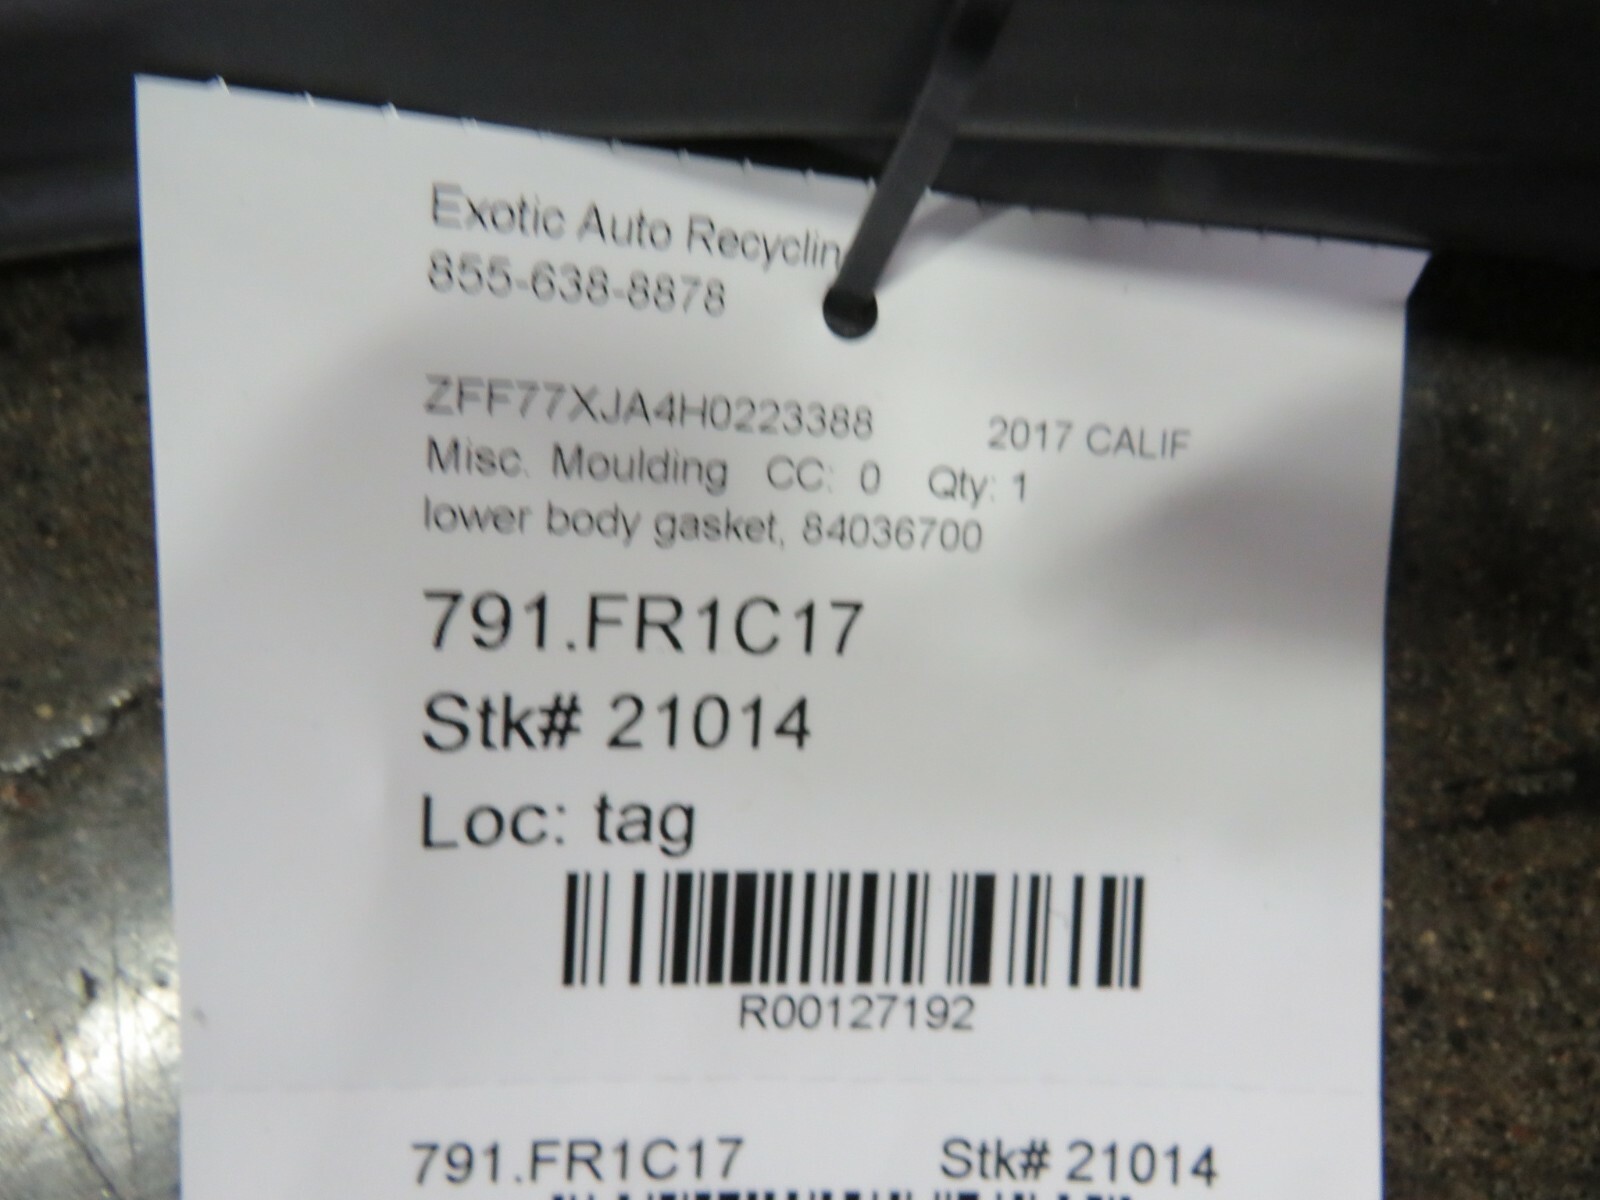 Exotic Auto Recyclin
855-638-8878
ZFF77XJA4H0223388 2017 CALIF
Misc. Moulding CC: 0 Qty: 1
lower body gasket, 84036700
791.FR1C17
Stk# 21014
Loc: tag
R00127192
791.FR1C17 Stk# 21014